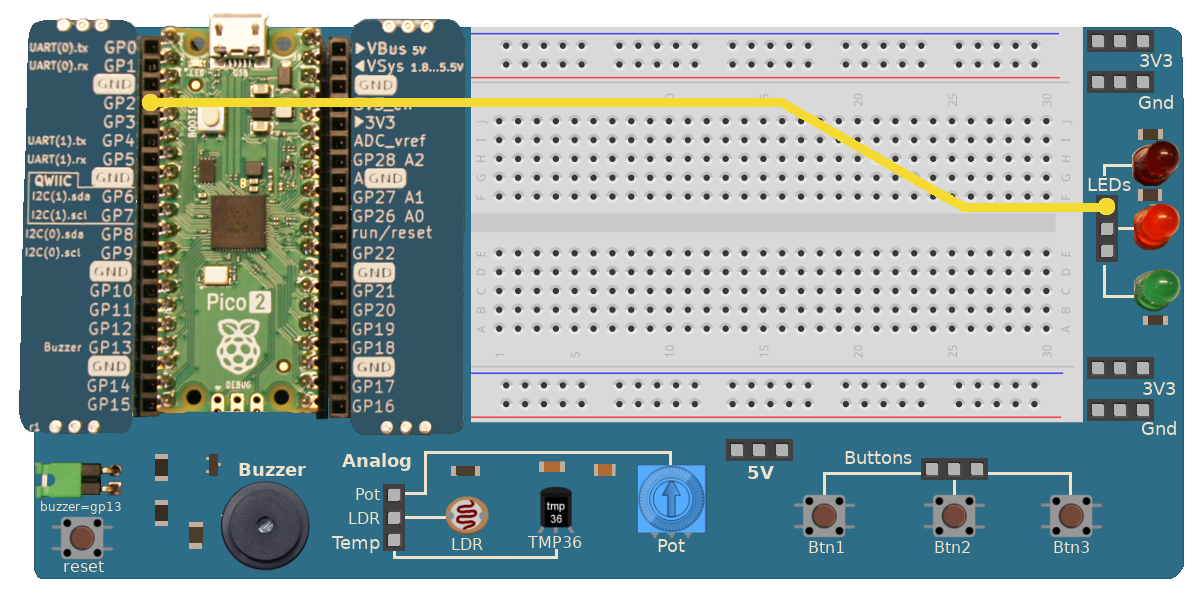 UART(0).tx GP0
UART(0).rx GP1
GND
GP2
GP3
UART(1).tx GP4
UART(1).rx GP5
QWIIC GND
I2C(1).sda GP6
I2C(1).scl GP7
I2C(0).sda GP8
I2C(0).scl GP9
GND
GP10
GP11
GP12
Buzzer GP13
GND
GP14
GP15
r1
LED
USB
BOOTS
Pico 2
DEBUG
VBus 5V
VSys 1.8...5.5V
GND
3V3
ADC_vref
GP28 A2
A GND
GP27 A1
GP26 A0
run/reset
GP22
GND
GP21
GP20
GP19
GP18
GND
GP17
GP16
10 20 25 30
J J
I I
H H
G G
F F
E E
D D
C C
B B
A A
1 5 10 15 20 25 30
3V3
Gnd
LEDs
3V3
Gnd
buzzer=gp13
reset
Buzzer
Analog
Pot
LDR
Temp
LDR
tmp
36
TMP36
Pot
5V
Buttons
Btn1
Btn2
Btn3